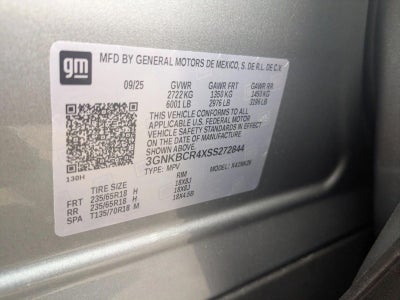 gm
MFD BY GENERAL MOTORS DE MEXICO, S. DE R.L. DE C.V.
09/25 GVWR GAWR FRT GAWR RR
2722 KG 1350 KG 1450 KG
6001 LB 2976 LB 3196 LB
THIS VEHICLE CONFORMS TO ALL
APPLICABLE U.S. FEDERAL MOTOR
VEHICLE SAFETY STANDARDS IN EFFECT
ON THE DATE OF MANUFACTURE SHOWN ABOVE.
3GNKBCR4XSS272844
TYPE: MPV MODEL:
130H
TIRE SIZE RIM
FRT 235/65R18 H 18X8J
RR 235/65R18 H 18X8J
SPA T135/70R18 M 18X4.5B